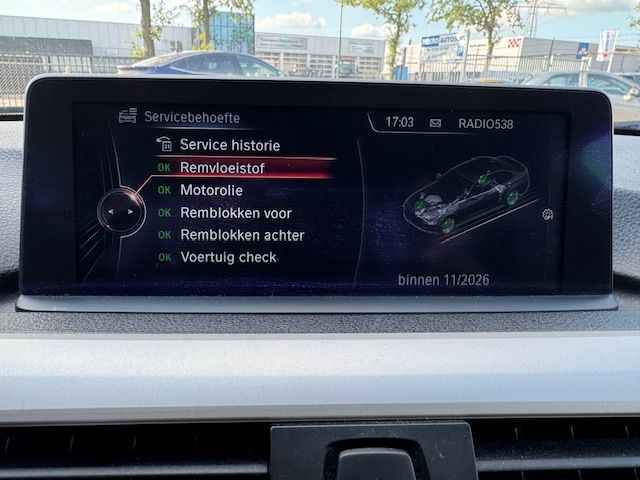 Servicebehoefte
17:03
RADIO538
Service historie
OK Remvloeistof
OK Motorolie
OK Remblokken voor
OK Remblokken achter
OK Voertuig check
binnen 11/2026